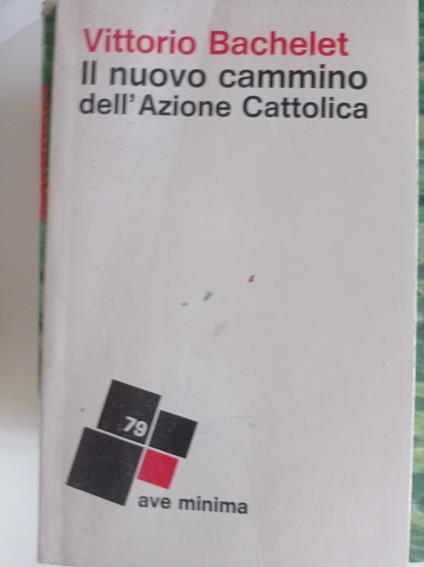 Vittorio Bachelet
Il nuovo cammino
dell'Azione Cattolica
79
ave minima